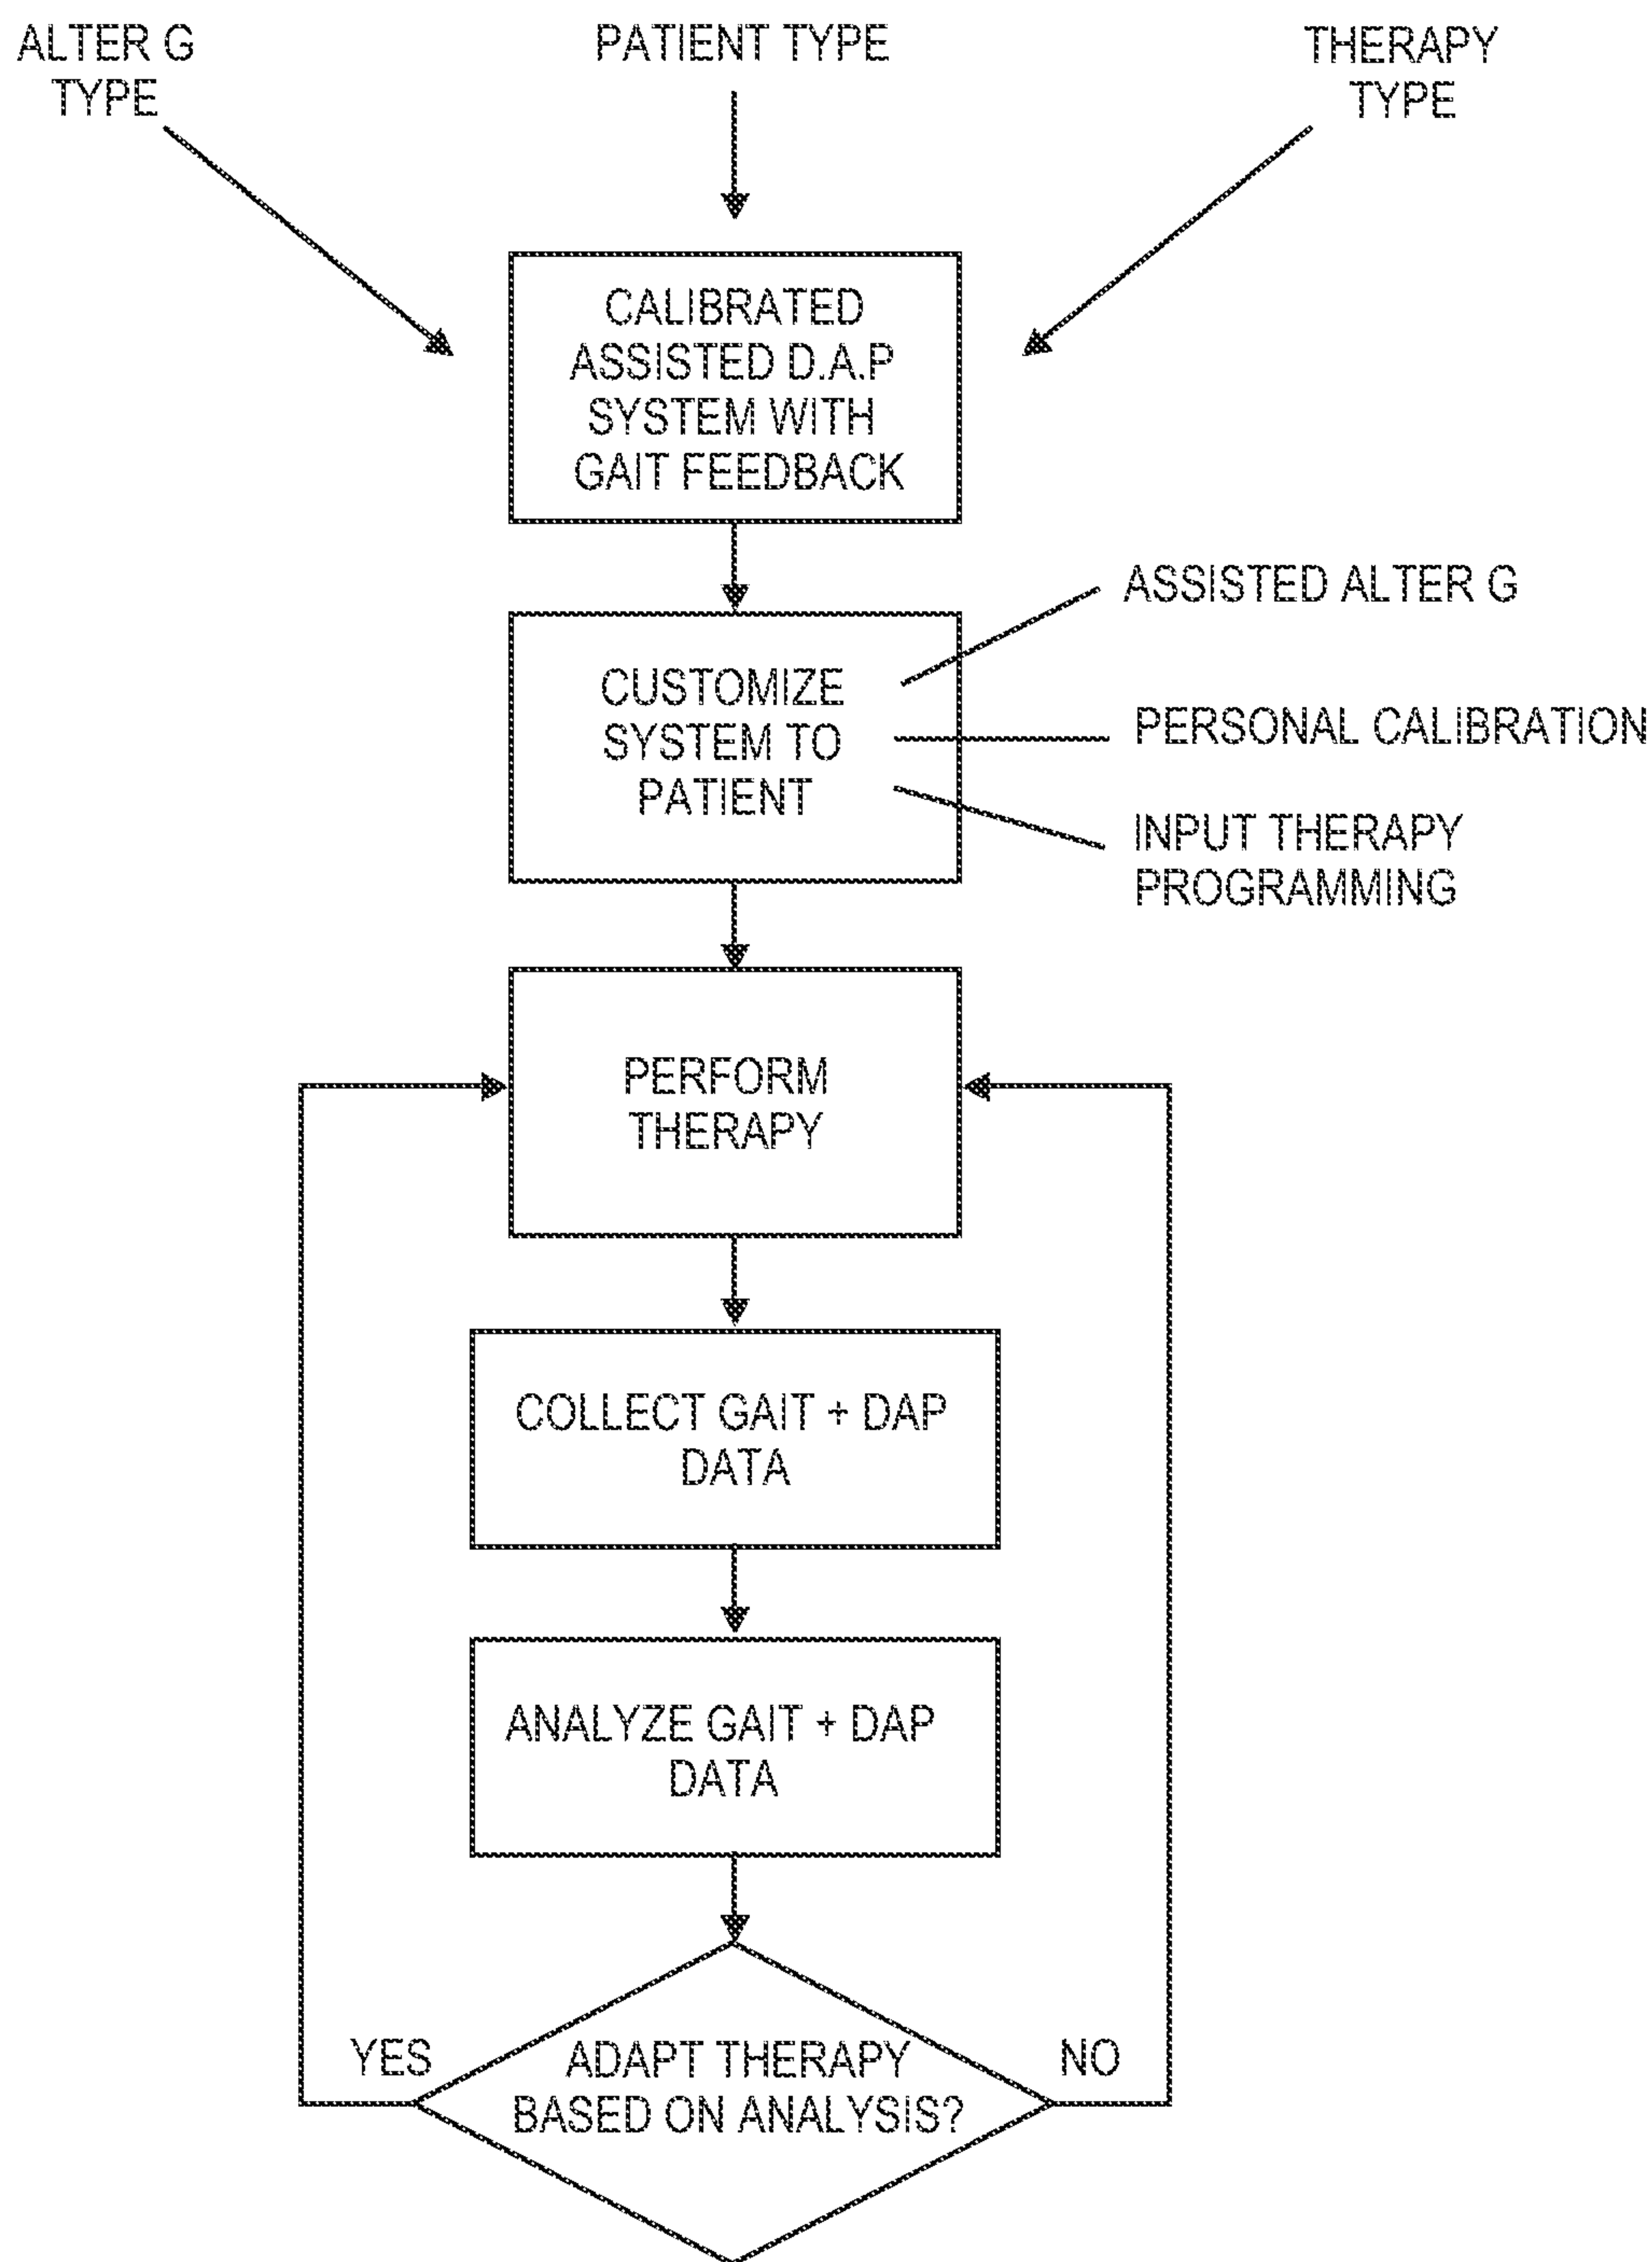 ALTER G
TYPE
PATIENT TYPE
THERAPY
TYPE
CALIBRATED
ASSISTED D.A.P
SYSTEM WITH
GAIT FEEDBACK
CUSTOMIZE
SYSTEM TO
PATIENT
ASSISTED ALTER G
PERSONAL CALIBRATION
INPUT THERAPY
PROGRAMMING
PERFORM
THERAPY
COLLECT GAIT + DAP
DATA
ANALYZE GAIT + DAP
DATA
YES
ADAPT THERAPY
BASED ON ANALYSIS?
NO